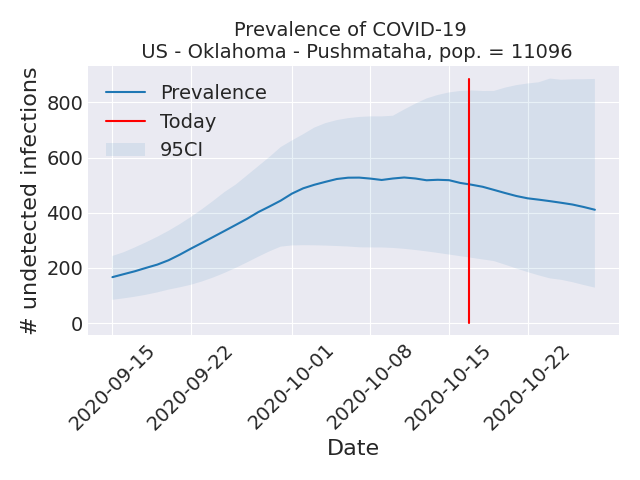 Prevalence of COVID-19
US - Oklahoma - Pushmataha, pop. = 11096
# undetected infections
800
600
400
200
0
Prevalence
Today
95CI
2020-09-15
2020-09-22
2020-10-01
2020-10-08
2020-10-15
2020-10-22
Date